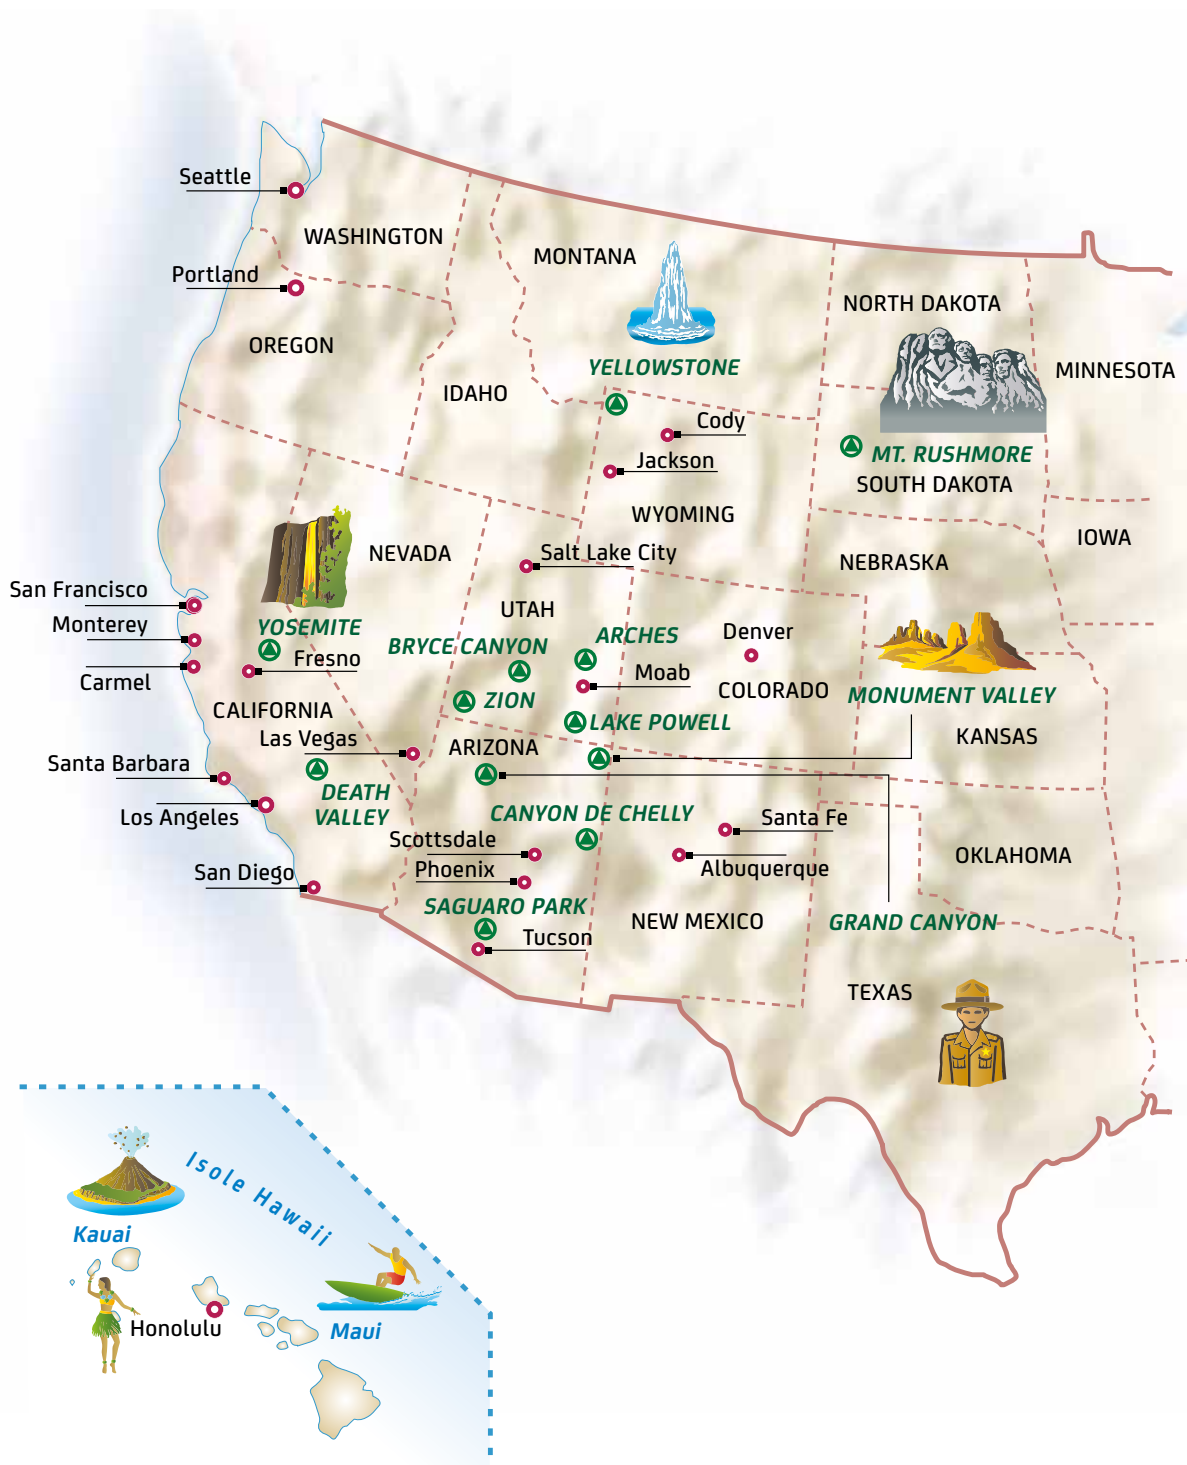 Seattle
WASHINGTON
MONTANA
Portland
NORTH DAKOTA
OREGON
YELLOWSTONE
MINNESOTA
IDAHO
Cody
MT. RUSHMORE
Jackson
SOUTH DAKOTA
WYOMING
IOWA
NEVADA
Salt Lake City
NEBRASKA
San Francisco
UTAH
Monterey
YOSEMITE
BRYCE CANYON
ARCHES
Denver
Fresno
Moab
Carmel
COLORADO
MONUMENT VALLEY
ZION
CALIFORNIA
LAKE POWELL
Las Vegas
ARIZONA
KANSAS
Santa Barbara
DEATH
VALLEY
Los Angeles
CANYON DE CHELLY
Santa Fe
Scottsdale
OKLAHOMA
San Diego
Phoenix
Albuquerque
SAGUARO PARK
NEW MEXICO
GRAND CANYON
Tucson
TEXAS
Isole Hawaii
Kauai
Honolulu
Maui